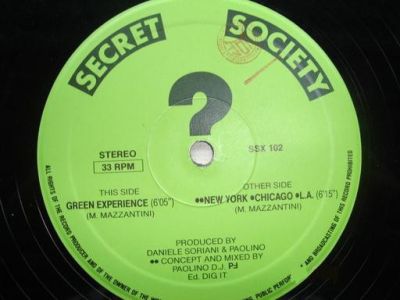 SECRET SOCIETY
?
STEREO
33 RPM
SSX 102
THIS SIDE
GREEN EXPERIENCE (6'05")
(M. MAZZANTINI)
OTHER SIDE
●●NEW YORK ●CHICAGO ●L.A. (6'15")
(M. MAZZANTINI)
PRODUCED BY
DANIELE SORIANI & PAOLINO
●● CONCEPT AND MIXED BY
PAOLINO D.J.
Ed. DIG IT.
ALL RIGHTS OF THE RECORD PRODUCER AND OF THE OWNER OF THE
PUBLIC PERFOR
AND BROADCASTING OF THIS RECORD PROHIBITED